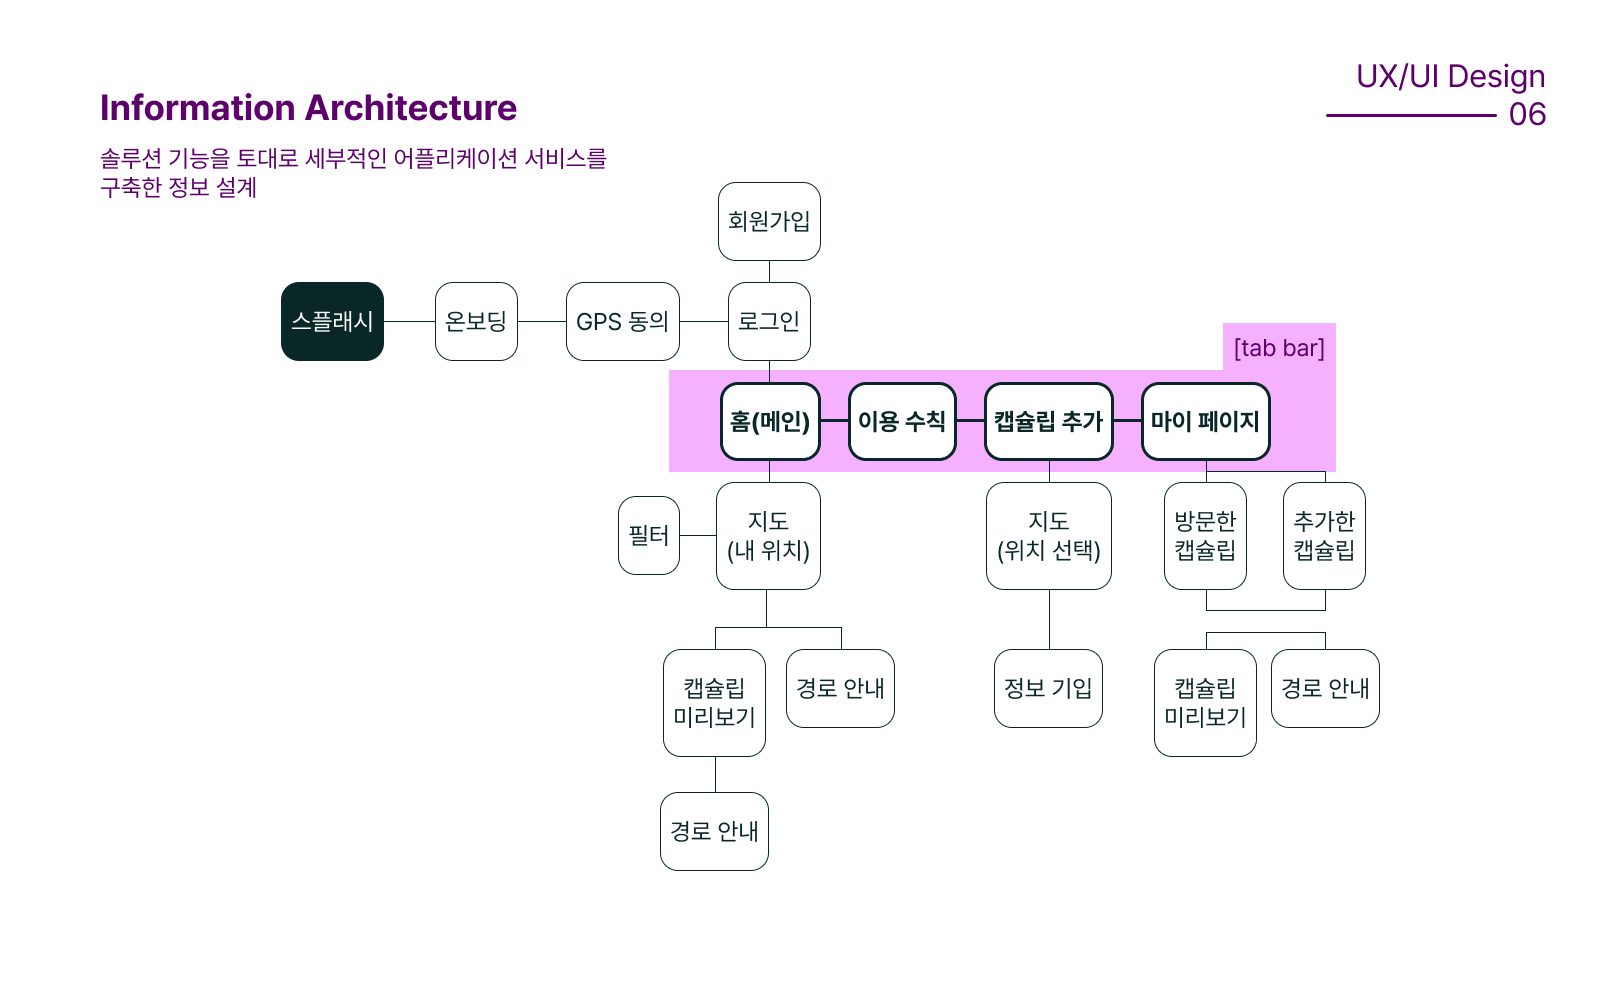 UX/UI Design
06
Information Architecture
솔루션 기능을 토대로 세부적인 어플리케이션 서비스를
구축한 정보 설계
회원가입
스플래시
온보딩
GPS 동의
로그인
[tab bar]
홈(메인)
이용 수칙
캡슐립 추가
마이 페이지
필터
지도
(내 위치)
지도
(위치 선택)
방문한
캡슐립
추가한
캡슐립
캡슐립
미리보기
경로 안내
정보 기입
캡슐립
미리보기
경로 안내
경로 안내